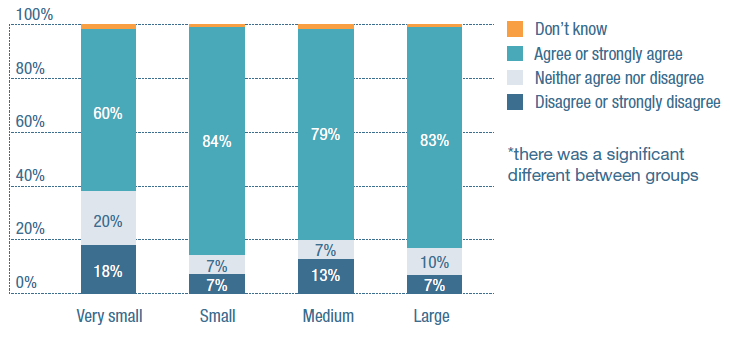 100%
80%
60%
40%
20%
0%
60%
20%
18%
84%
7%
7%
79%
7%
13%
83%
10%
7%
Very small
Small
Medium
Large
Don't know
Agree or strongly agree
Neither agree nor disagree
Disagree or strongly disagree
*there was a significant
different between groups